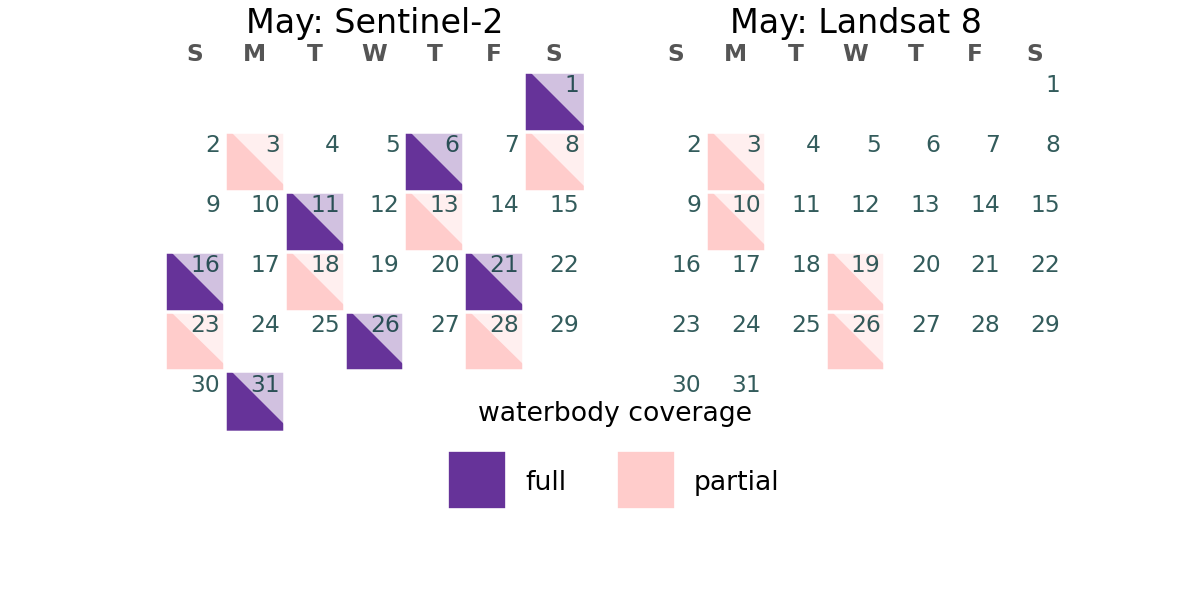 May: Sentinel-2
S M T W T F S
1
2 3 4 5 6 7 8
9 10 11 12 13 14 15
16 17 18 19 20 21 22
23 24 25 26 27 28 29
30 31
May: Landsat 8
S M T W T F S
1
2 3 4 5 6 7 8
9 10 11 12 13 14 15
16 17 18 19 20 21 22
23 24 25 26 27 28 29
30 31
waterbody coverage
full
partial